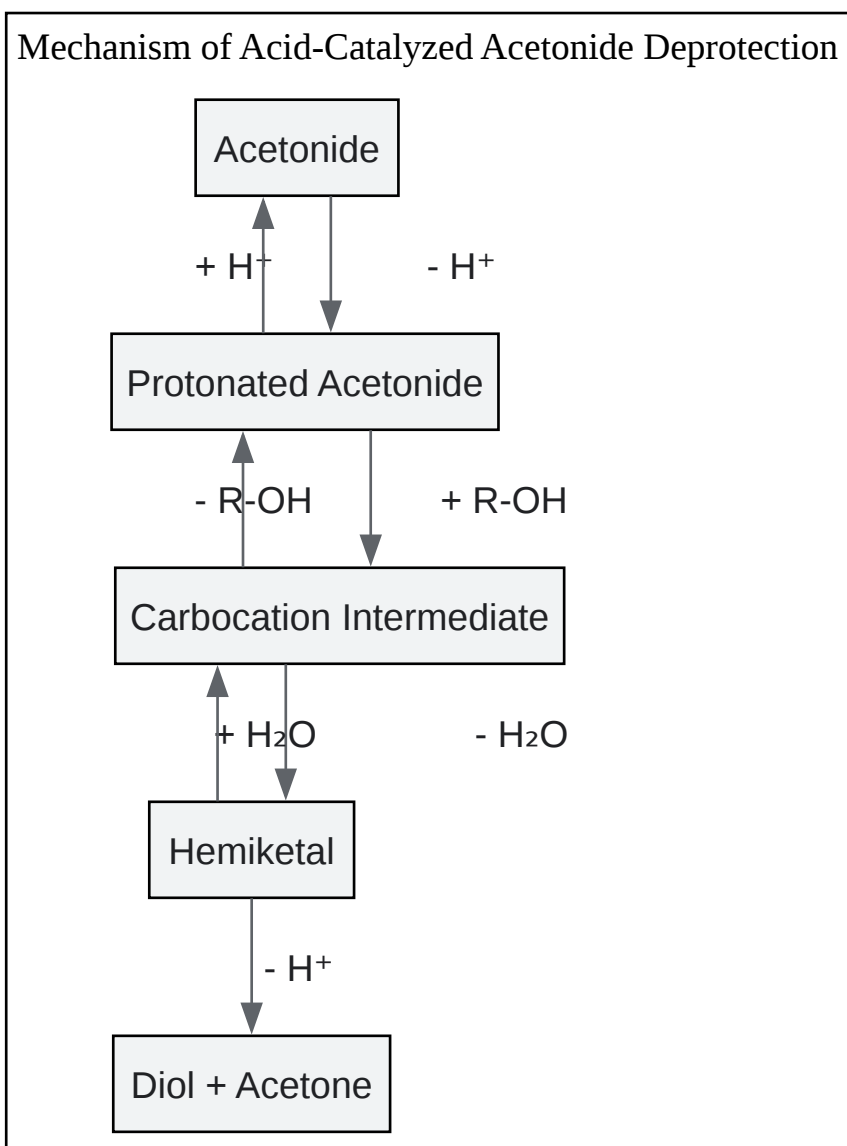 Mechanism of Acid-Catalyzed Acetonide Deprotection
Acetonide
+ H⁺ - H⁺
Protonated Acetonide
- R-OH + R-OH
Carbocation Intermediate
+ H₂O - H₂O
Hemiketal
- H⁺
Diol + Acetone